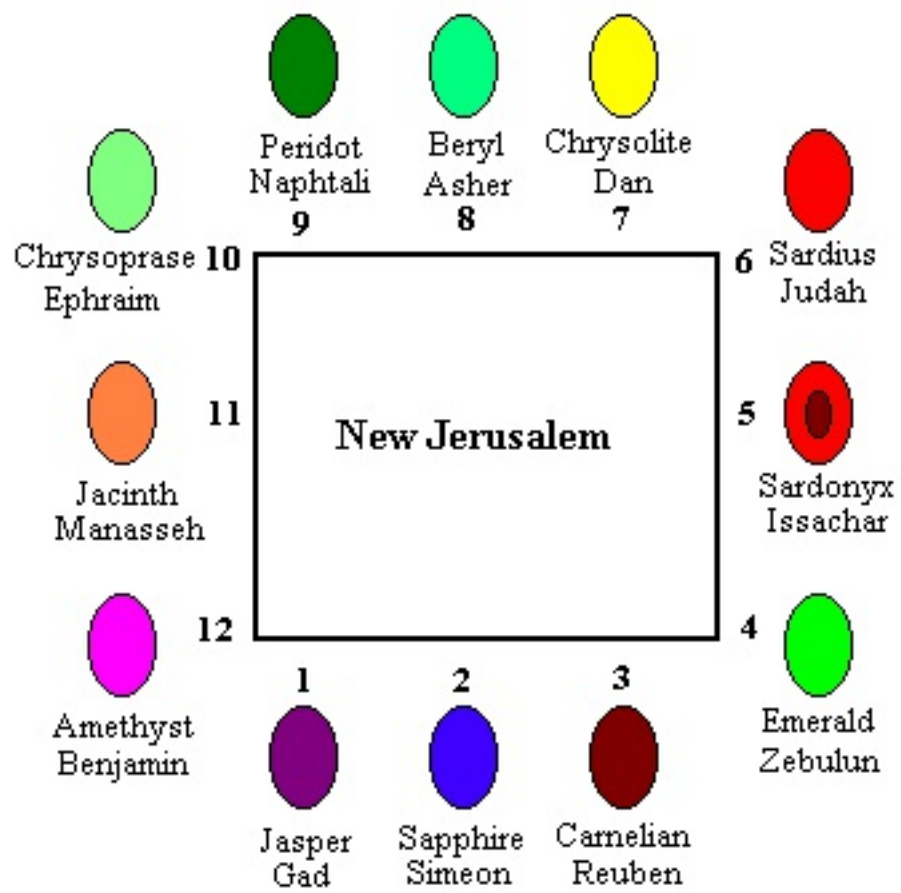 Peridot
Naphtali
9
Beryl
Asher
8
Chrysolite
Dan
7
Chrysoprase
Ephraim
10
6
Sardius
Judah
11
New Jerusalem
5
Jacinth
Manasseh
Sardonyx
Issachar
12
4
Amethyst
Benjamin
Emerald
Zebulun
1
Jasper
Gad
2
Sapphire
Simeon
3
Carnelian
Reuben